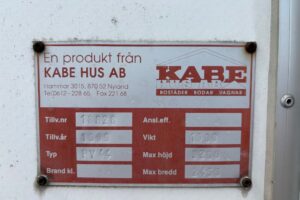 En produkt från
KABE HUS AB
Hammar 3015, 870 52 Nyland
Tel 0612-228 65, Fax 221 68
KABE
BOSTÄDER BODAR VAGNAR
Tillv.nr
Anst.eff.
Tillv.år
Vikt
Typ
Max höjd
Brand kl.
Max bredd